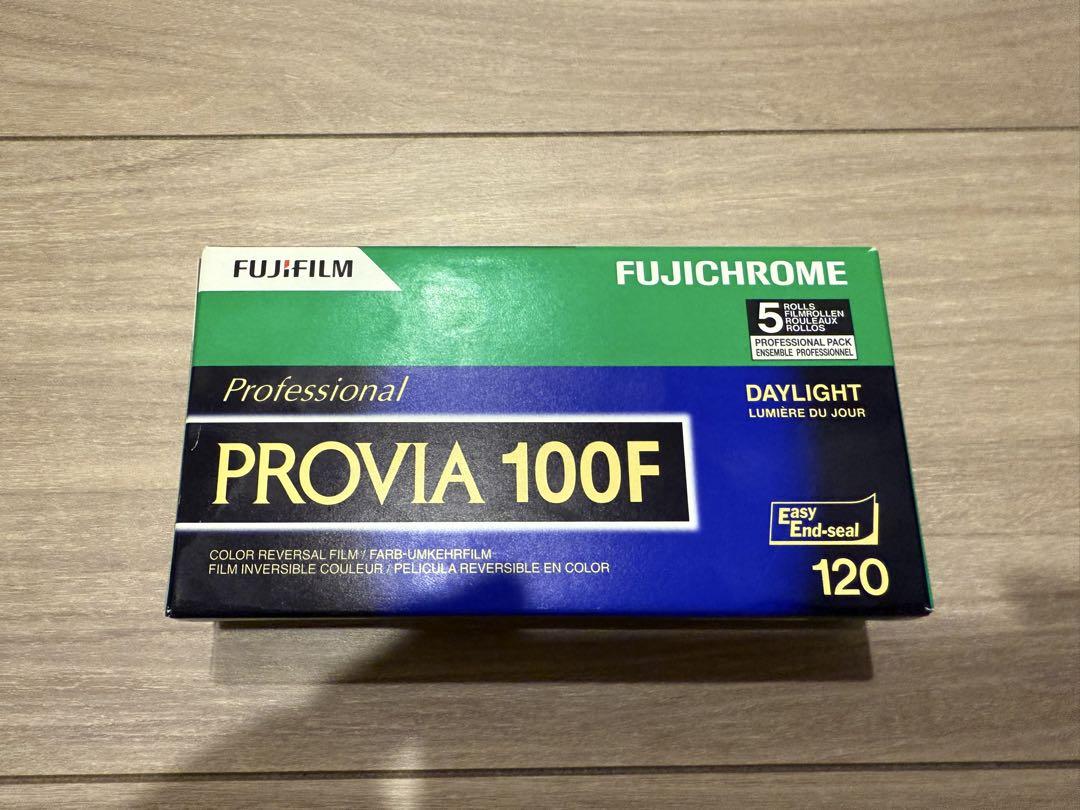 FUJIFILM
FUJICHROME
5 ROLLS
FILMROLLEN
ROULEAUX
ROLLOS
PROFESSIONAL PACK
ENSEMBLE PROFESSIONNEL
Professional
DAYLIGHT
LUMIÈRE DU JOUR
PROVIA 100F
Easy
End-seal
COLOR REVERSAL FILM / FARB-UMKEHRFILM
FILM INVERSIBLE COULEUR / PELICULA REVERSIBLE EN COLOR
120